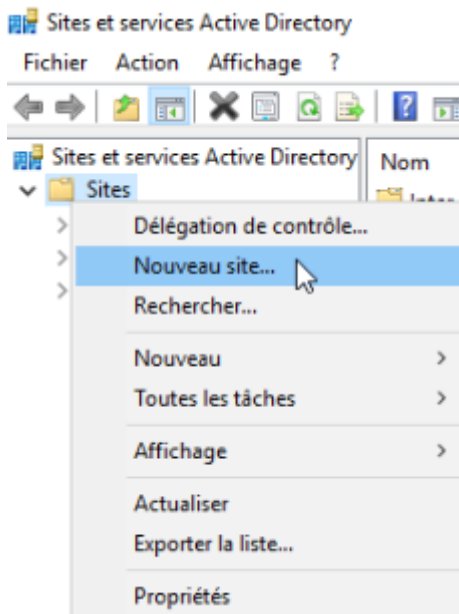 Sites et services Active Directory
Fichier Action Affichage ?
Sites et services Active Directory Nom
Sites
Délégation de contrôle...
Nouveau site...
Rechercher...
Nouveau
Toutes les tâches
Affichage
Actualiser
Exporter la liste...
Propriétés